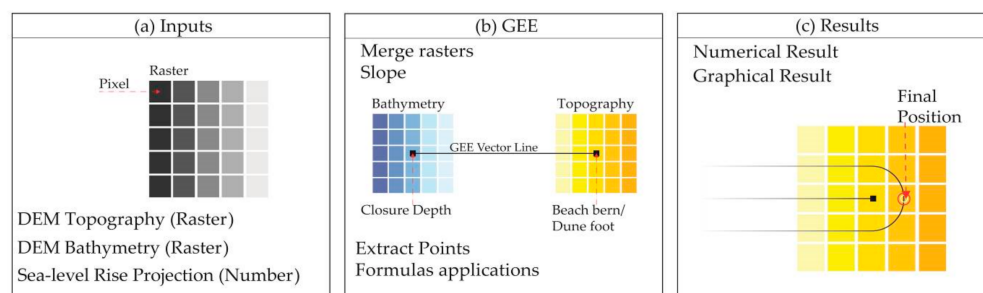 (a) Inputs
Raster
Pixel
DEM Topography (Raster)
DEM Bathymetry (Raster)
Sea-level Rise Projection (Number)
(b) GEE
Merge rasters
Slope
Bathymetry
Topography
GEE Vector Line
Closure Depth
Beach bern/
Dune foot
Extract Points
Formulas applications
(c) Results
Numerical Result
Graphical Result
Final
Position